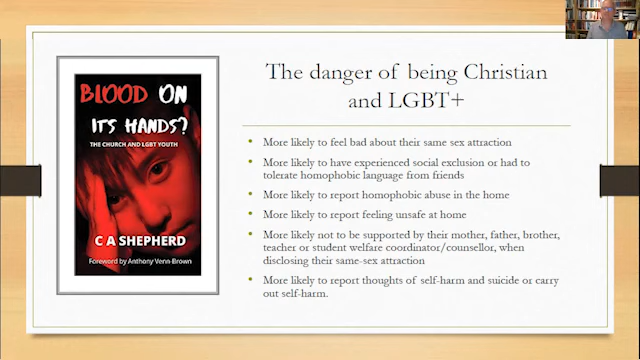 BLOOD ON
ITS HANDS?
THE CHURCH AND LGBT YOUTH
C A SHEPHERD
Foreword by Anthony Venn-Brown
The danger of being Christian
and LGBT+
• More likely to feel bad about their same sex attraction
• More likely to have experienced social exclusion or had to
tolerate homophobic language from friends
• More likely to report homophobic abuse in the home
• More likely to report feeling unsafe at home
• More likely not to be supported by their mother, father, brother,
teacher or student welfare coordinator/counsellor, when
disclosing their same-sex attraction
• More likely to report thoughts of self-harm and suicide or carry
out self-harm.